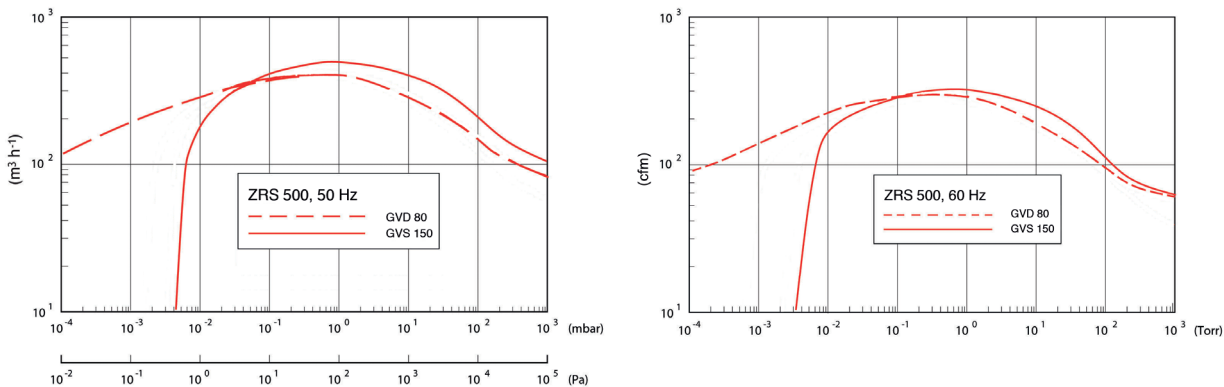 10³
10²
10¹
(m³ h-¹)
ZRS 500, 50 Hz
GVD 80
GVS 150
10-⁴ 10-³ 10-² 10-¹ 10⁰ 10¹ 10² 10³ (mbar)
10-² 10-¹ 10⁰ 10¹ 10² 10³ 10⁴ 10⁵ (Pa)
10³
10²
10¹
(cfm)
ZRS 500, 60 Hz
GVD 80
GVS 150
10-⁴ 10-³ 10-² 10-¹ 10⁰ 10¹ 10² 10³ (Torr)